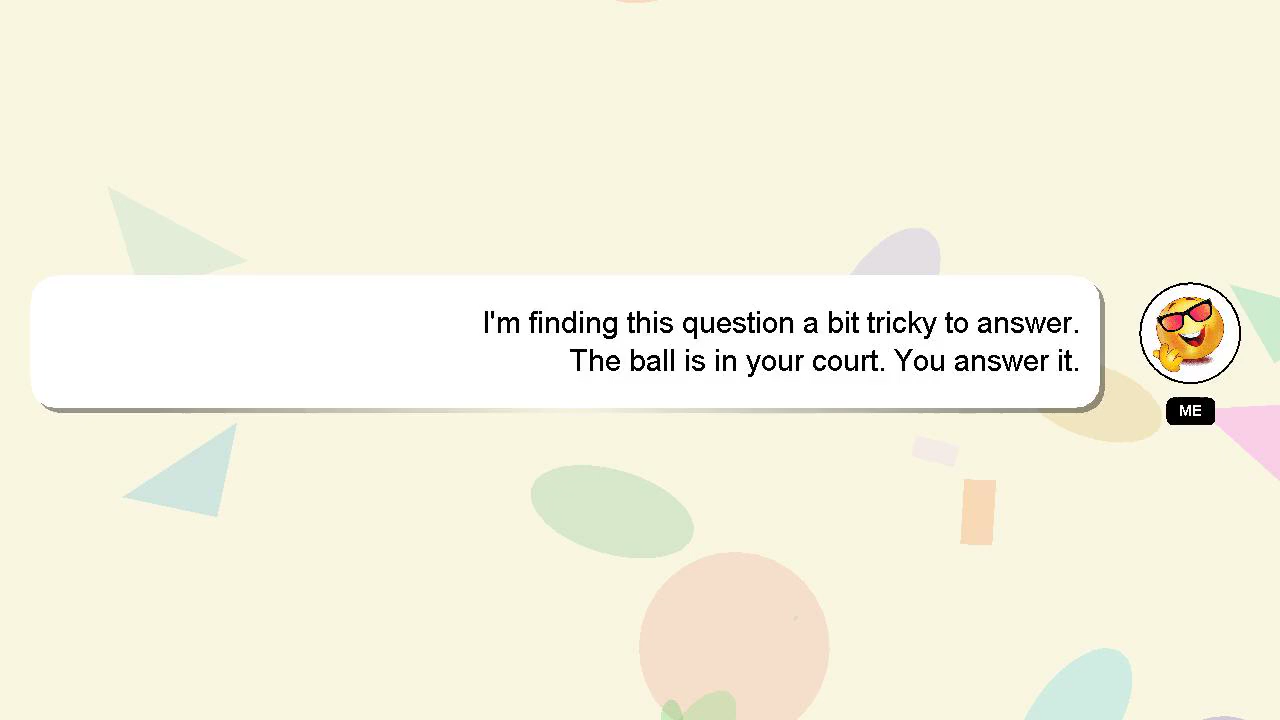 I'm finding this question a bit tricky to answer.
The ball is in your court. You answer it.
ME